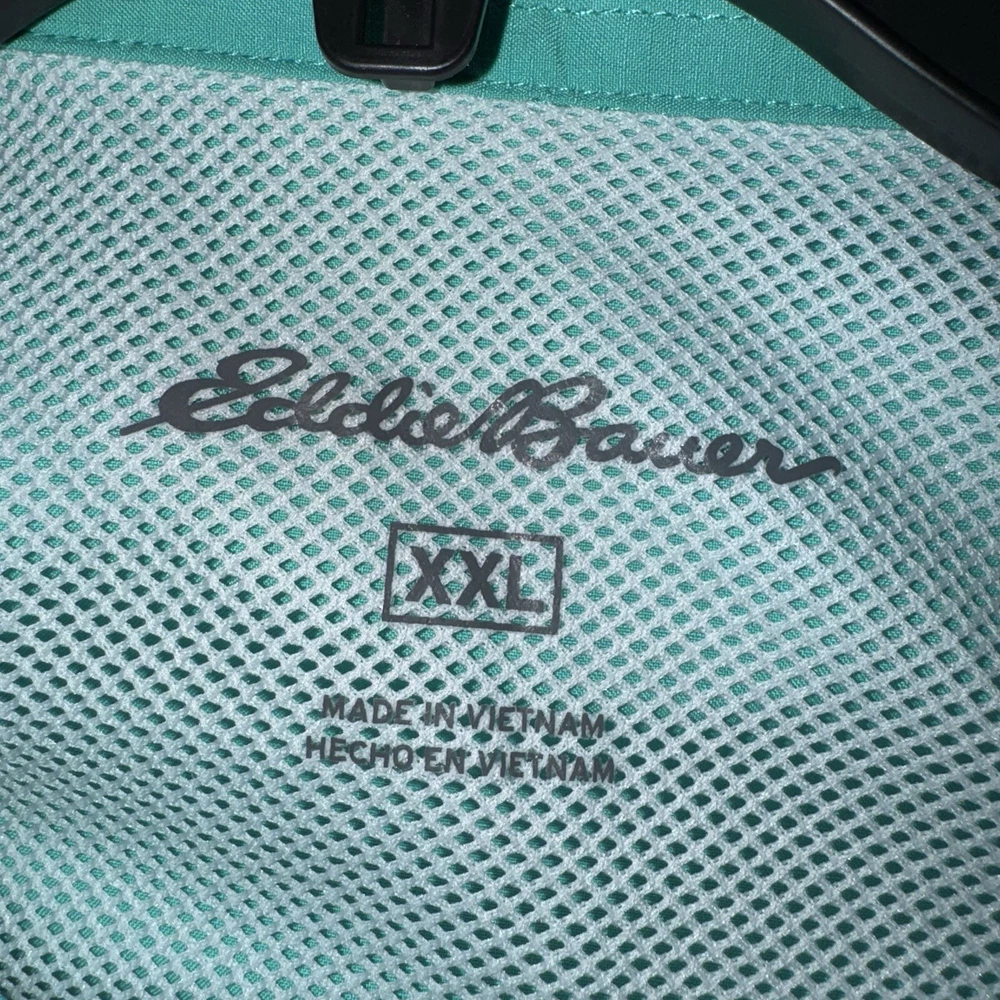 Eddie Bauer
XXL
MADE IN VIETNAM
HECHO EN VIETNAM